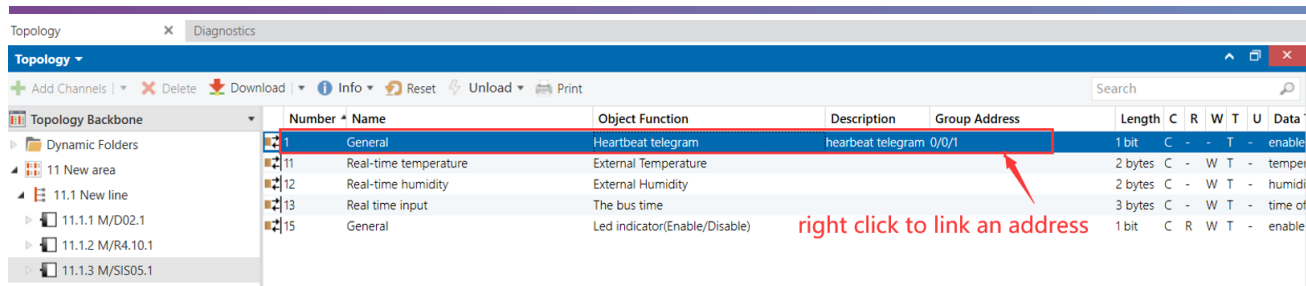 Topology × Diagnostics
Topology
Add Channels Delete Download Info Reset Unload Print Search
Topology Backbone Number Name Object Function Description Group Address Length C R W T U Data
Dynamic Folders 1 General Heartbeat telegram hearbeat telegram 0/0/1 1 bit C - - T - enable
11 New area 11 Real-time temperature External Temperature 2 bytes C - W T - temper
11.1 New line 12 Real-time humidity External Humidity 2 bytes C - W T - humidi
11.1.1 M/D02.1 13 Real time input The bus time 3 bytes C - W T - time of
11.1.2 M/R4.10.1 15 General Led indicator(Enable/Disable) 1 bit C R W T - enable
right click to link an address
11.1.3 M/SIS05.1